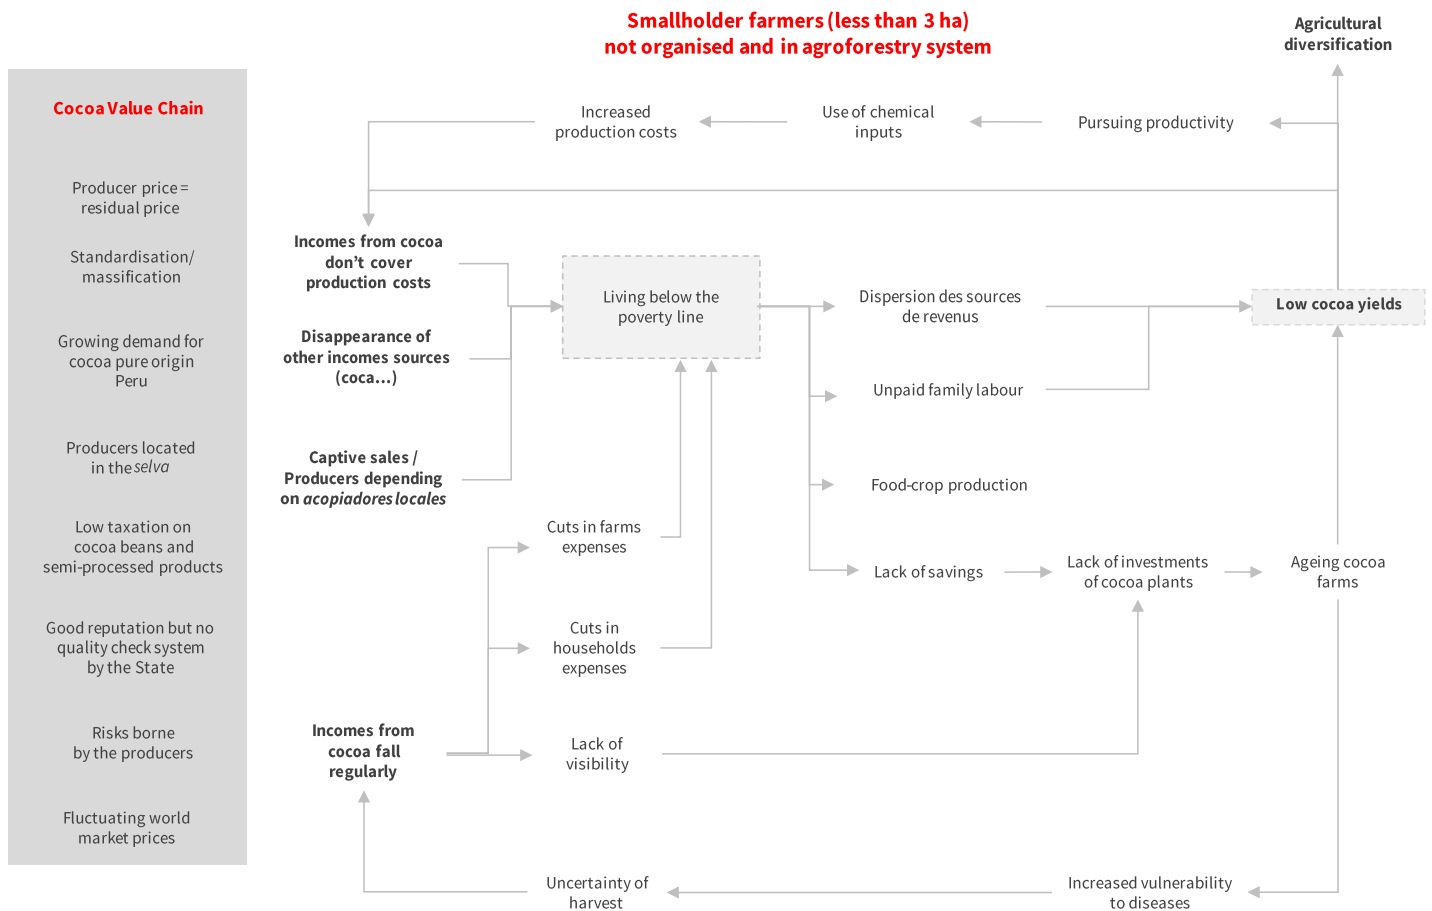 Smallholder farmers (less than 3 ha)
not organised and in agroforestry system
Agricultural
diversification
Cocoa Value Chain
Producer price =
residual price
Standardisation/
massification
Growing demand for
cocoa pure origin
Peru
Producers located
in the selva
Low taxation on
cocoa beans and
semi-processed products
Good reputation but no
quality check system
by the State
Risks borne
by the producers
Fluctuating world
market prices
Increased
production costs
Use of chemical
inputs
Pursuing productivity
Incomes from cocoa
don't cover
production costs
Disappearance of
other incomes sources
(coca...)
Captive sales /
Producers depending
on acopiadores locales
Living below the
poverty line
Dispersion des sources
de revenus
Low cocoa yields
Unpaid family labour
Food-crop production
Cuts in farms
expenses
Lack of savings
Lack of investments
of cocoa plants
Ageing cocoa
farms
Cuts in
households
expenses
Incomes from
cocoa fall
regularly
Lack of
visibility
Uncertainty of
harvest
Increased vulnerability
to diseases